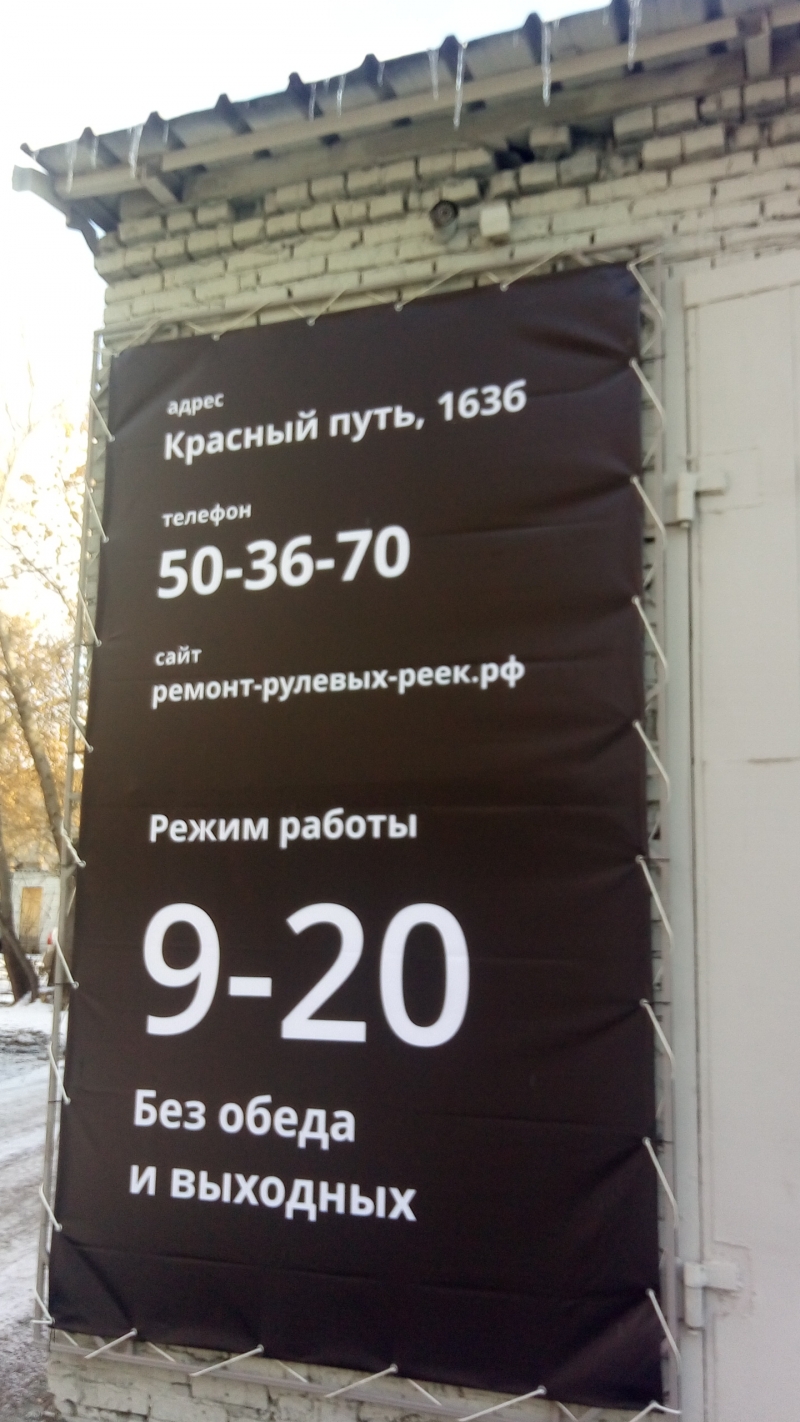 адрес
Красный путь, 163б
телефон
50-36-70
сайт
ремонт-рулевых-реек.рф
Режим работы
9-20
Без обеда
и выходных